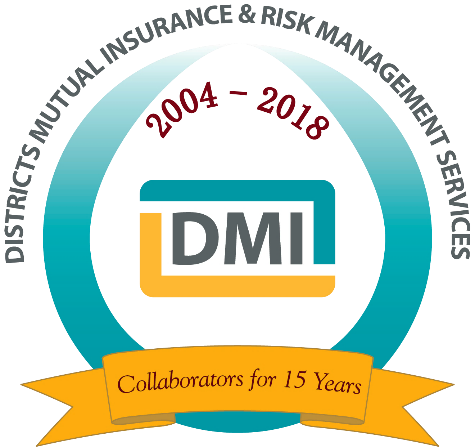 DISTRICTS MUTUAL INSURANCE & RISK MANAGEMENT SERVICES
2004 – 2018
DMI
Collaborators for 15 Years